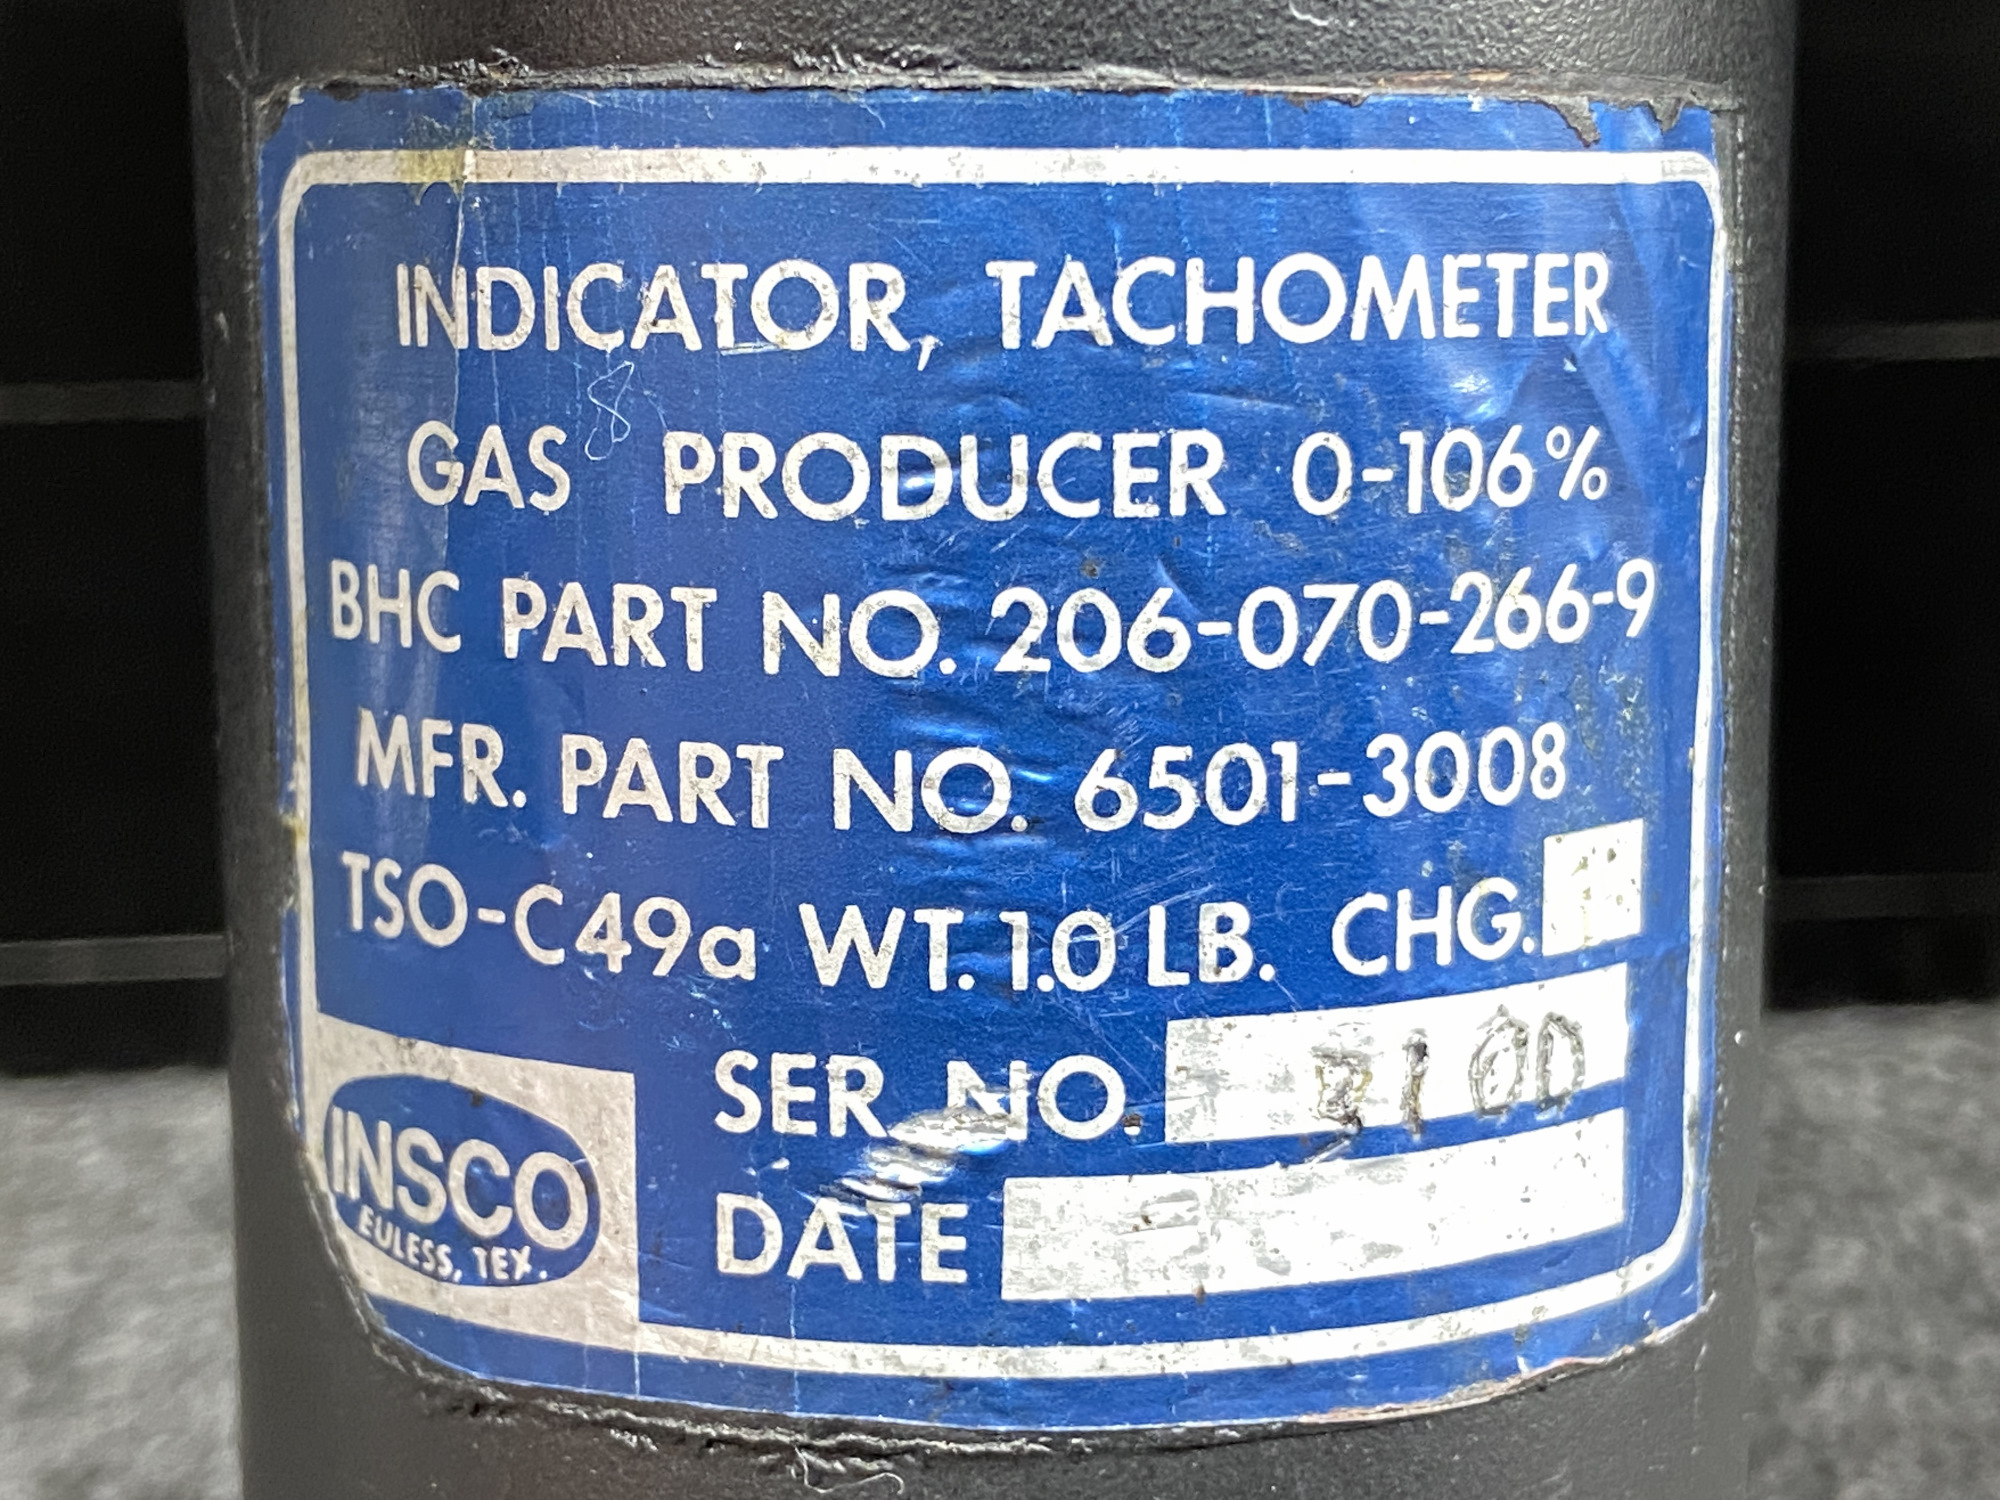 INDICATOR, TACHOMETER
GAS PRODUCER 0-106%
BHC PART NO. 206-070-266-9
MFR. PART NO. 6501-3008
TSO-C49a WT. 1.0 LB. CHG.
SER. NO.
DATE
INSCO
EULESS, TEX.